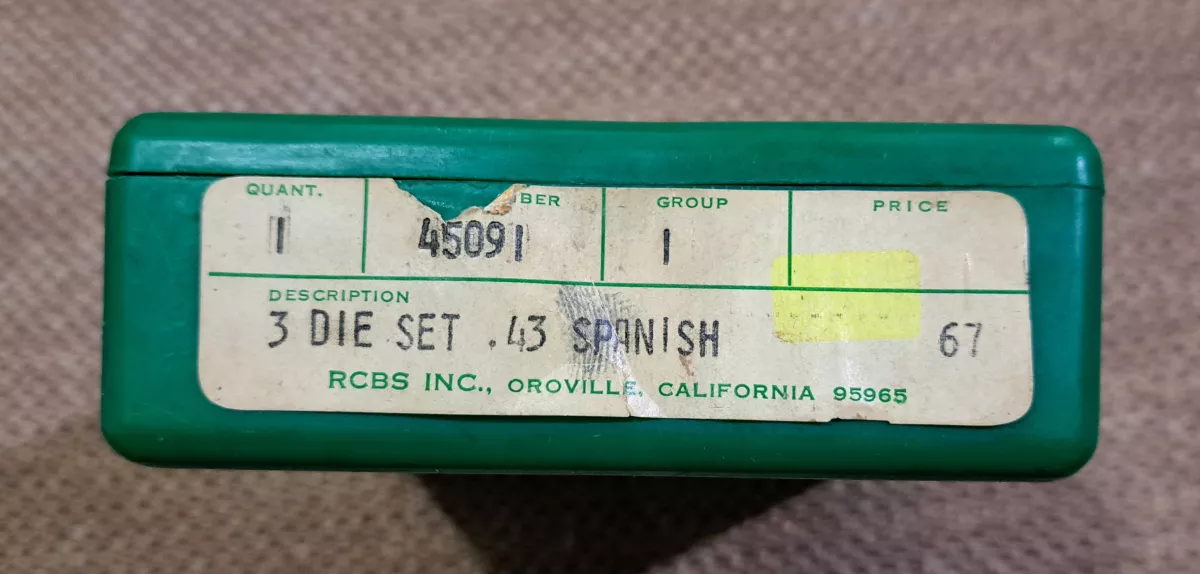 QUANT. BER GROUP PRICE
1 45091 1
DESCRIPTION
3 DIE SET .43 SPANISH 67
RCBS INC., OROVILLE, CALIFORNIA 95965